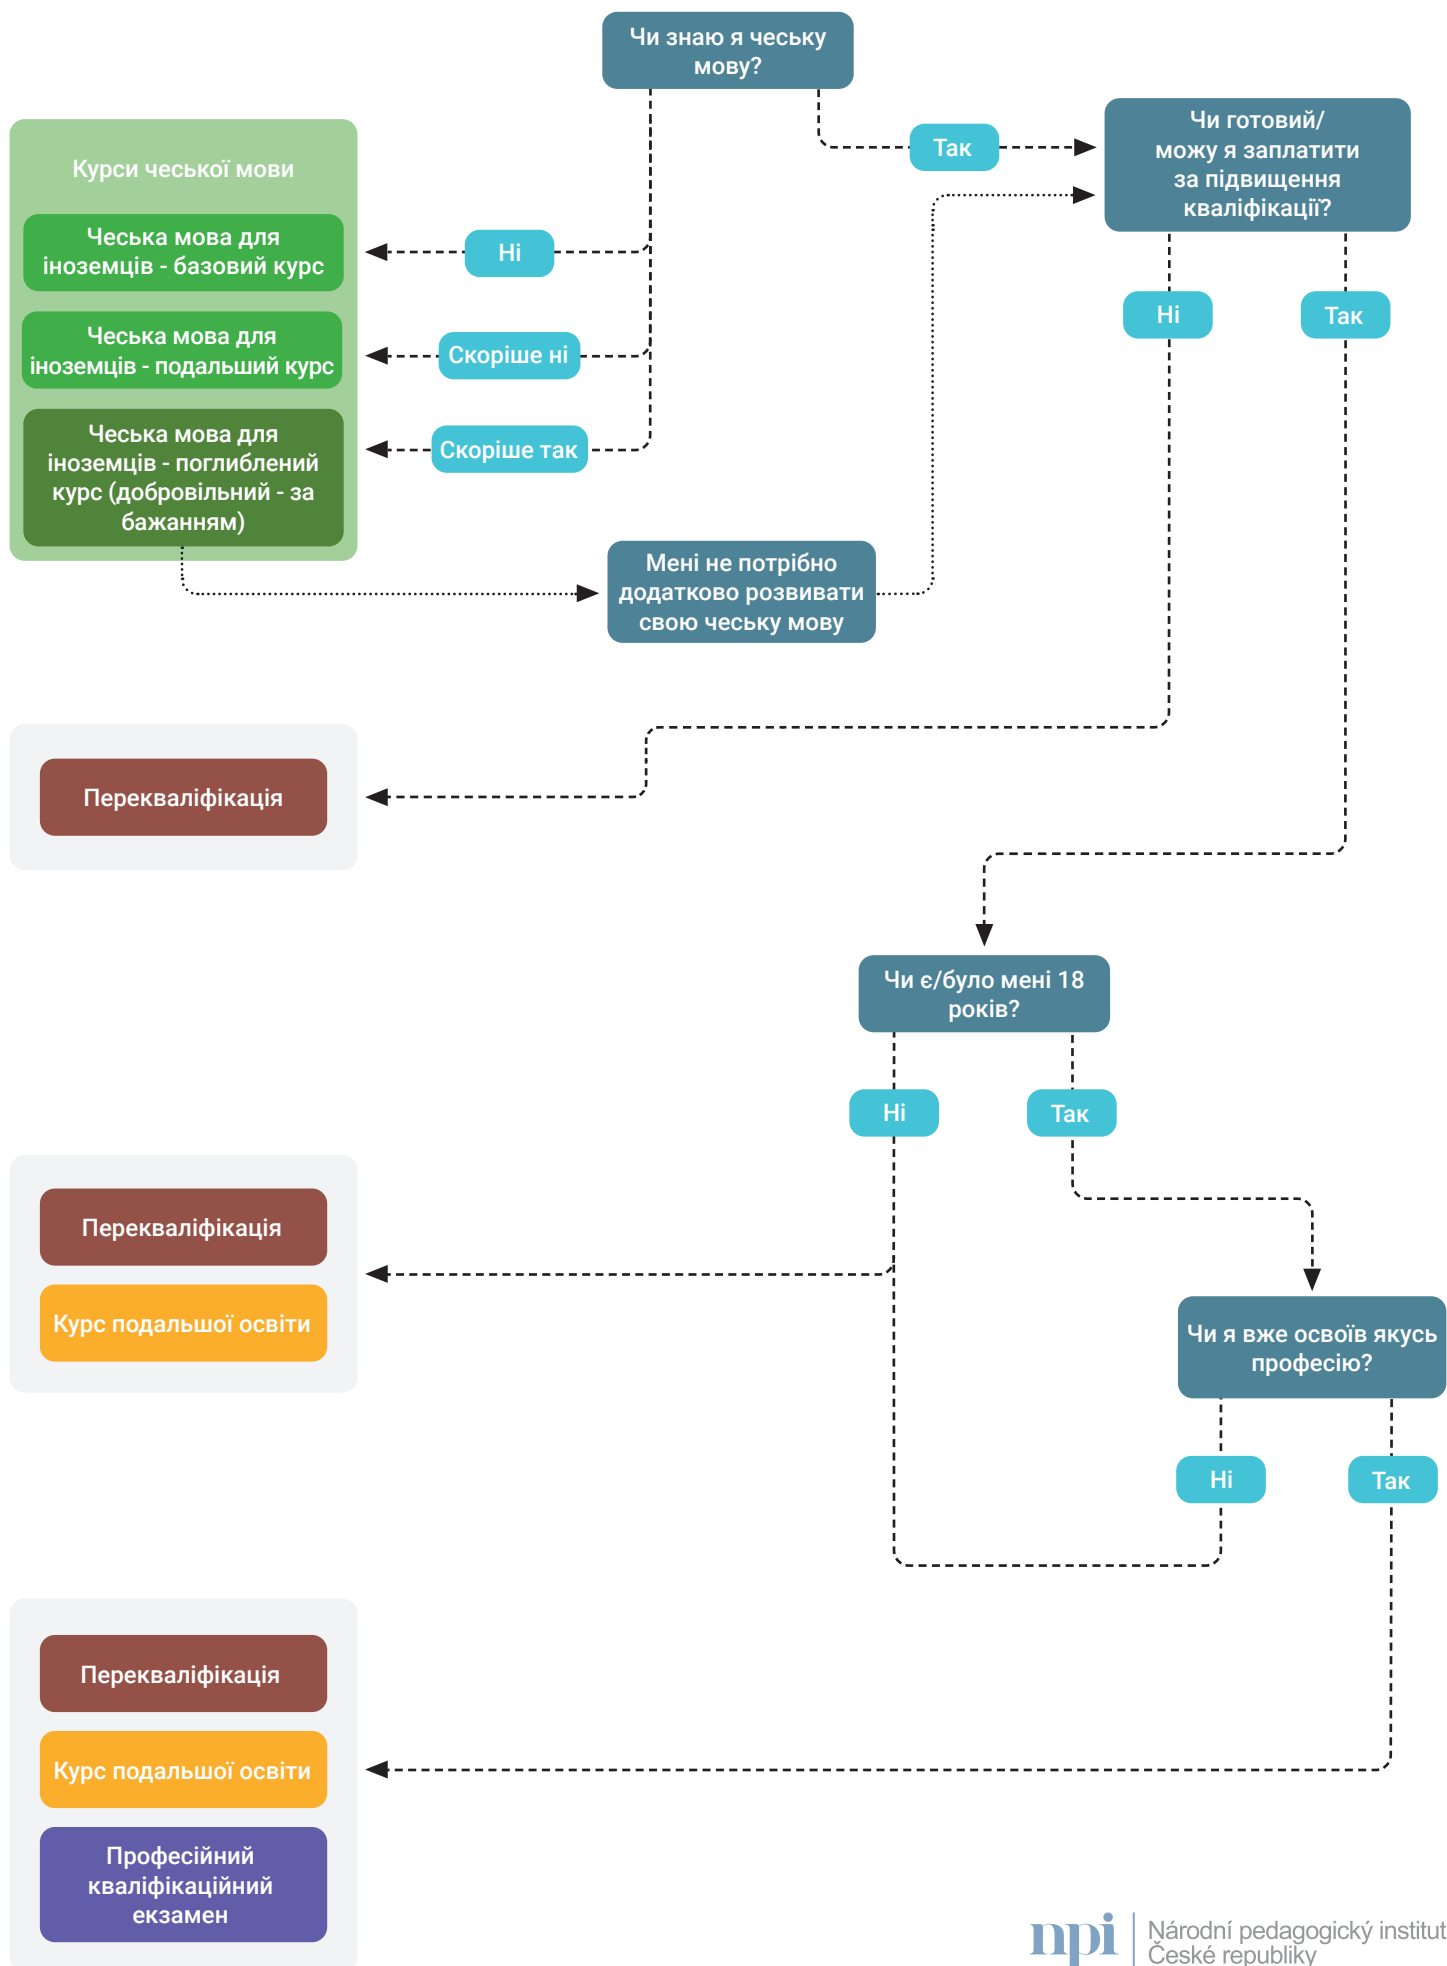 Чи знаю я чеську
мову?
Так
Чи готовий/
можу я заплатити
за підвищення
кваліфікації?
Курси чеської мови
Чеська мова для
іноземців - базовий курс
Ні
Чеська мова для
іноземців - подальший курс
Скоріше ні
Чеська мова для
іноземців - поглиблений
курс (добровільний - за
бажанням)
Скоріше так
Ні
Так
Мені не потрібно
додатково розвивати
свою чеську мову
Перекваліфікація
Чи є/було мені 18
років?
Ні
Так
Перекваліфікація
Курс подальшої освіти
Чи я вже освоїв якусь
професію?
Ні
Так
Перекваліфікація
Курс подальшої освіти
Професійний
кваліфікаційний
екзамен
npi
Národní pedagogický institut
České republiky